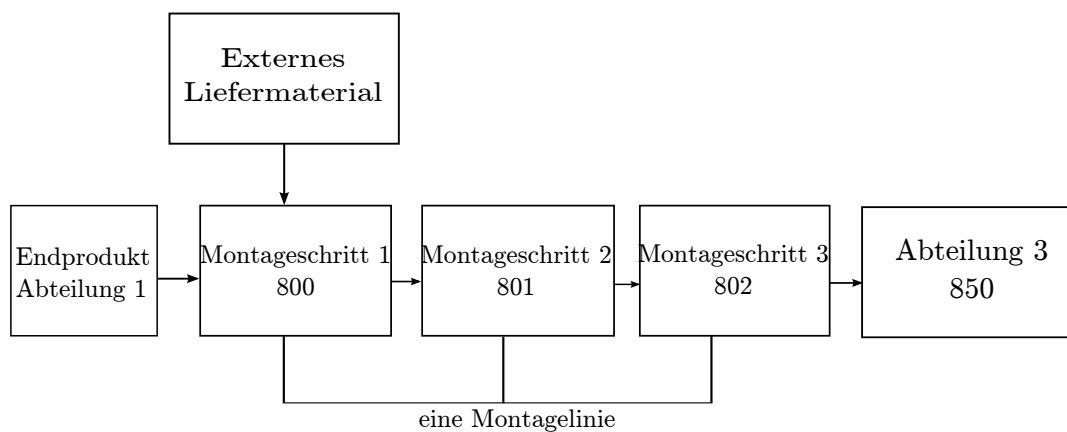 Externes
Liefermaterial
Endprodukt
Abteilung 1
Montageschritt 1
800
Montageschritt 2
801
Montageschritt 3
802
Abteilung 3
850
eine Montagelinie